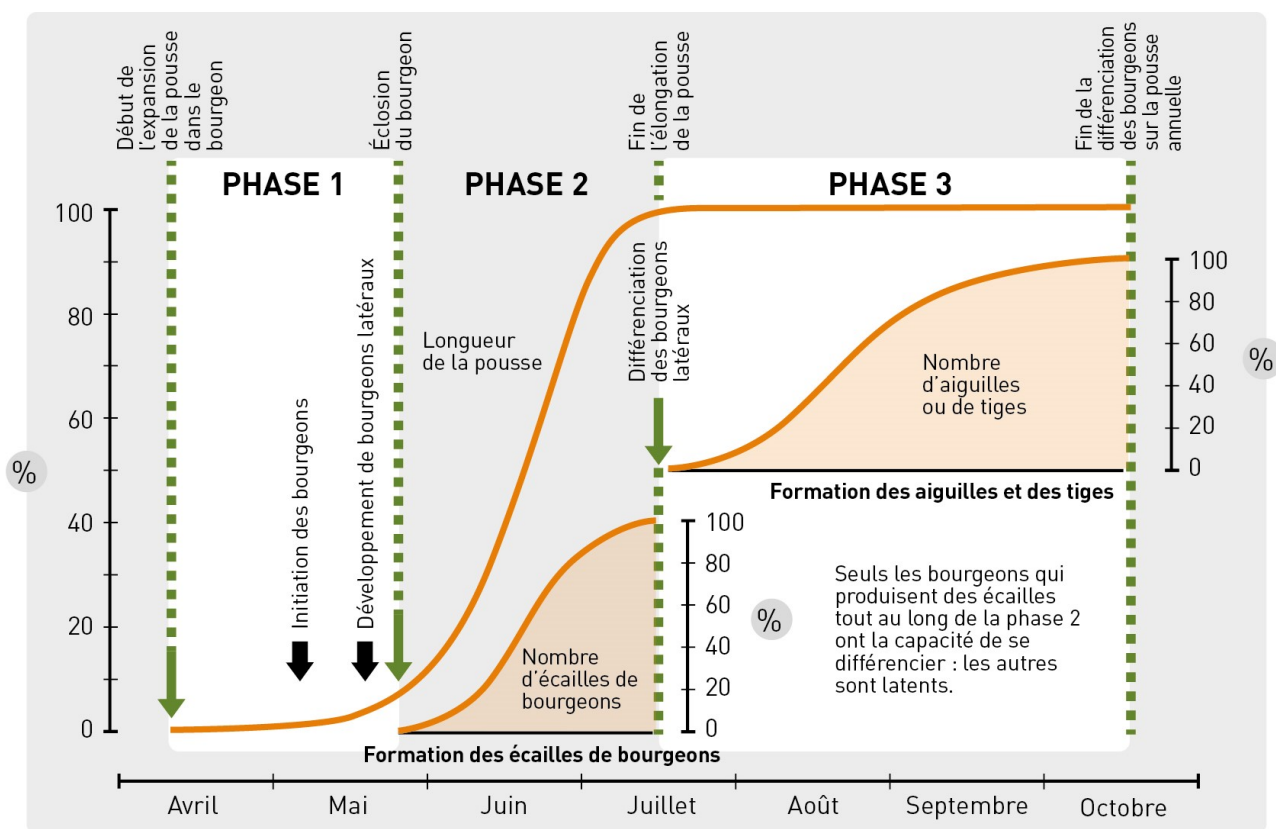 Début de
l'expansion
de la pousse
dans le
bourgeon
Éclosion
du bourgeon
Fin de
l'élongation
de la pousse
Fin de la
différenciation
des bourgeons
sur la pousse
annuelle
PHASE 1
PHASE 2
PHASE 3
100
80
60
40
20
0
%
Initiation des bourgeons
Développement de bourgeons latéraux
Longueur
de la pousse
Différenciation
des bourgeons
latéraux
Nombre
d'aiguilles
ou de tiges
100
80
60
40
20
0
%
Formation des aiguilles et des tiges
Nombre
d'écailles de
bourgeons
100
80
60
40
20
0
%
Seuls les bourgeons qui
produisent des écailles
tout au long de la phase 2
ont la capacité de se
différencier : les autres
sont latents.
Formation des écailles de bourgeons
Avril
Mai
Juin
Juillet
Août
Septembre
Octobre